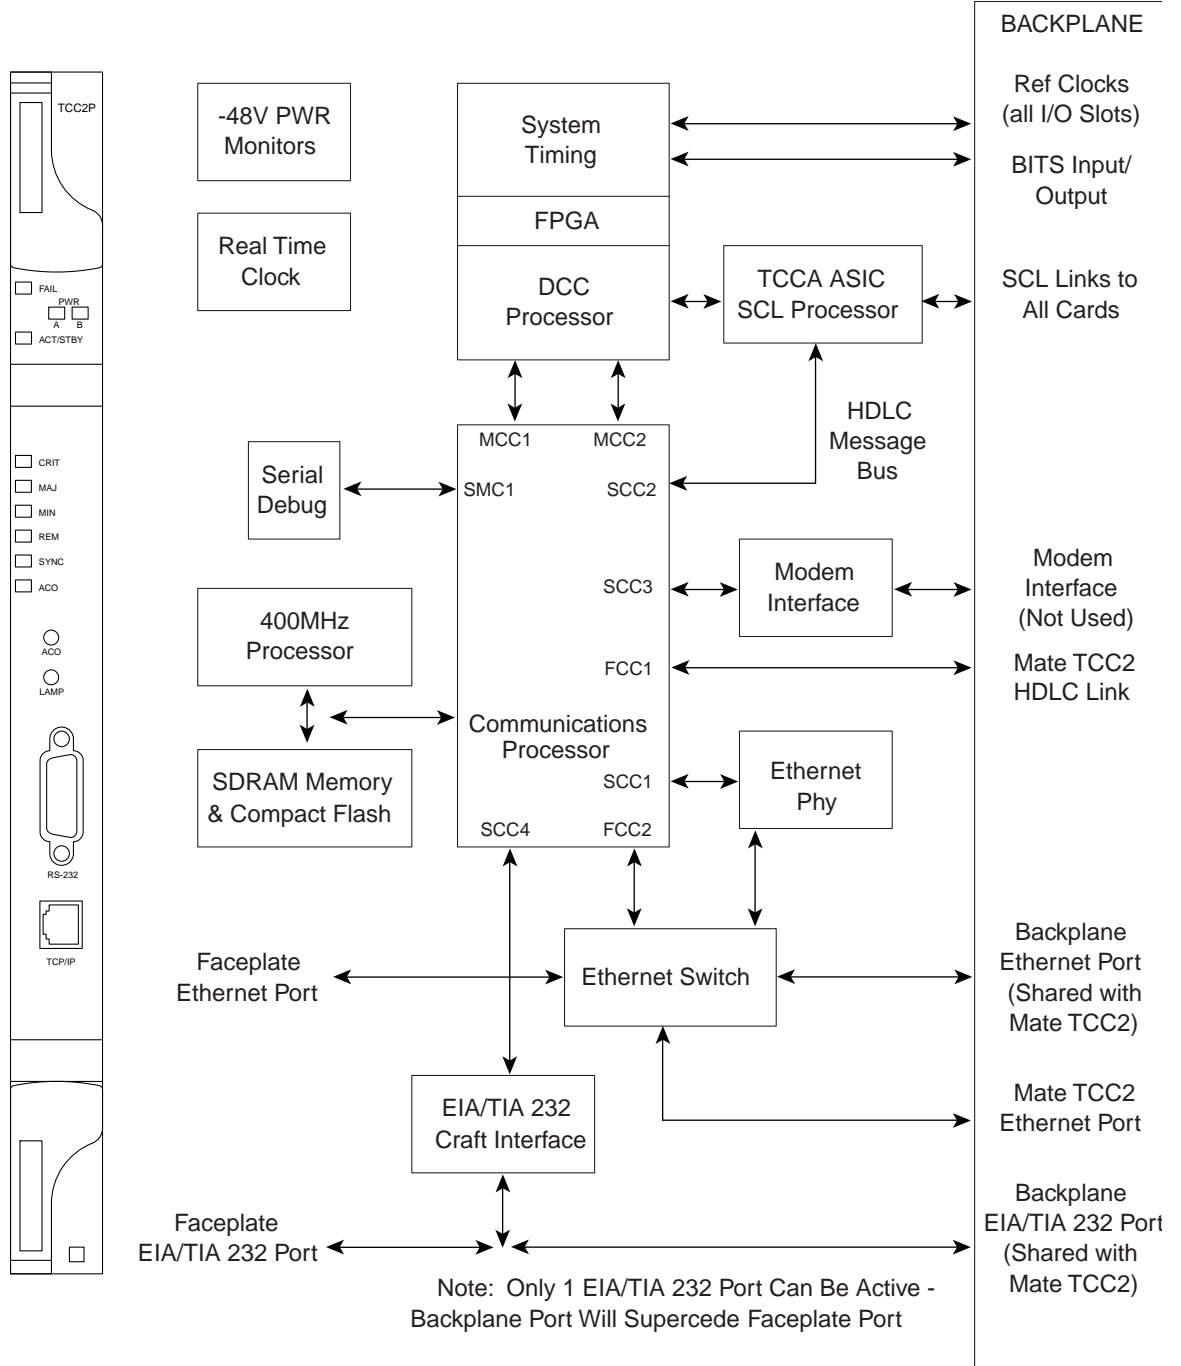 BACKPLANE
TCC2P
FAIL
PWR
A B
ACT/STBY
CRIT
MAJ
MIN
REM
SYNC
ACO
ACO
LAMP
RS-232
TCP/IP
-48V PWR
Monitors
Real Time
Clock
System
Timing
FPGA
DCC
Processor
TCCA ASIC
SCL Processor
Ref Clocks
(all I/O Slots)
BITS Input/
Output
SCL Links to
All Cards
HDLC
Message
Bus
MCC1
MCC2
Serial
Debug
SMC1
SCC2
SCC3
Modem
Interface
Modem
Interface
(Not Used)
400MHz
Processor
FCC1
Mate TCC2
HDLC Link
Communications
Processor
SDRAM Memory
& Compact Flash
SCC1
Ethernet
Phy
SCC4
FCC2
Faceplate
Ethernet Port
Ethernet Switch
Backplane
Ethernet Port
(Shared with
Mate TCC2)
EIA/TIA 232
Craft Interface
Mate TCC2
Ethernet Port
Faceplate
EIA/TIA 232 Port
Backplane
EIA/TIA 232 Port
(Shared with
Mate TCC2)
Note: Only 1 EIA/TIA 232 Port Can Be Active -
Backplane Port Will Supercede Faceplate Port